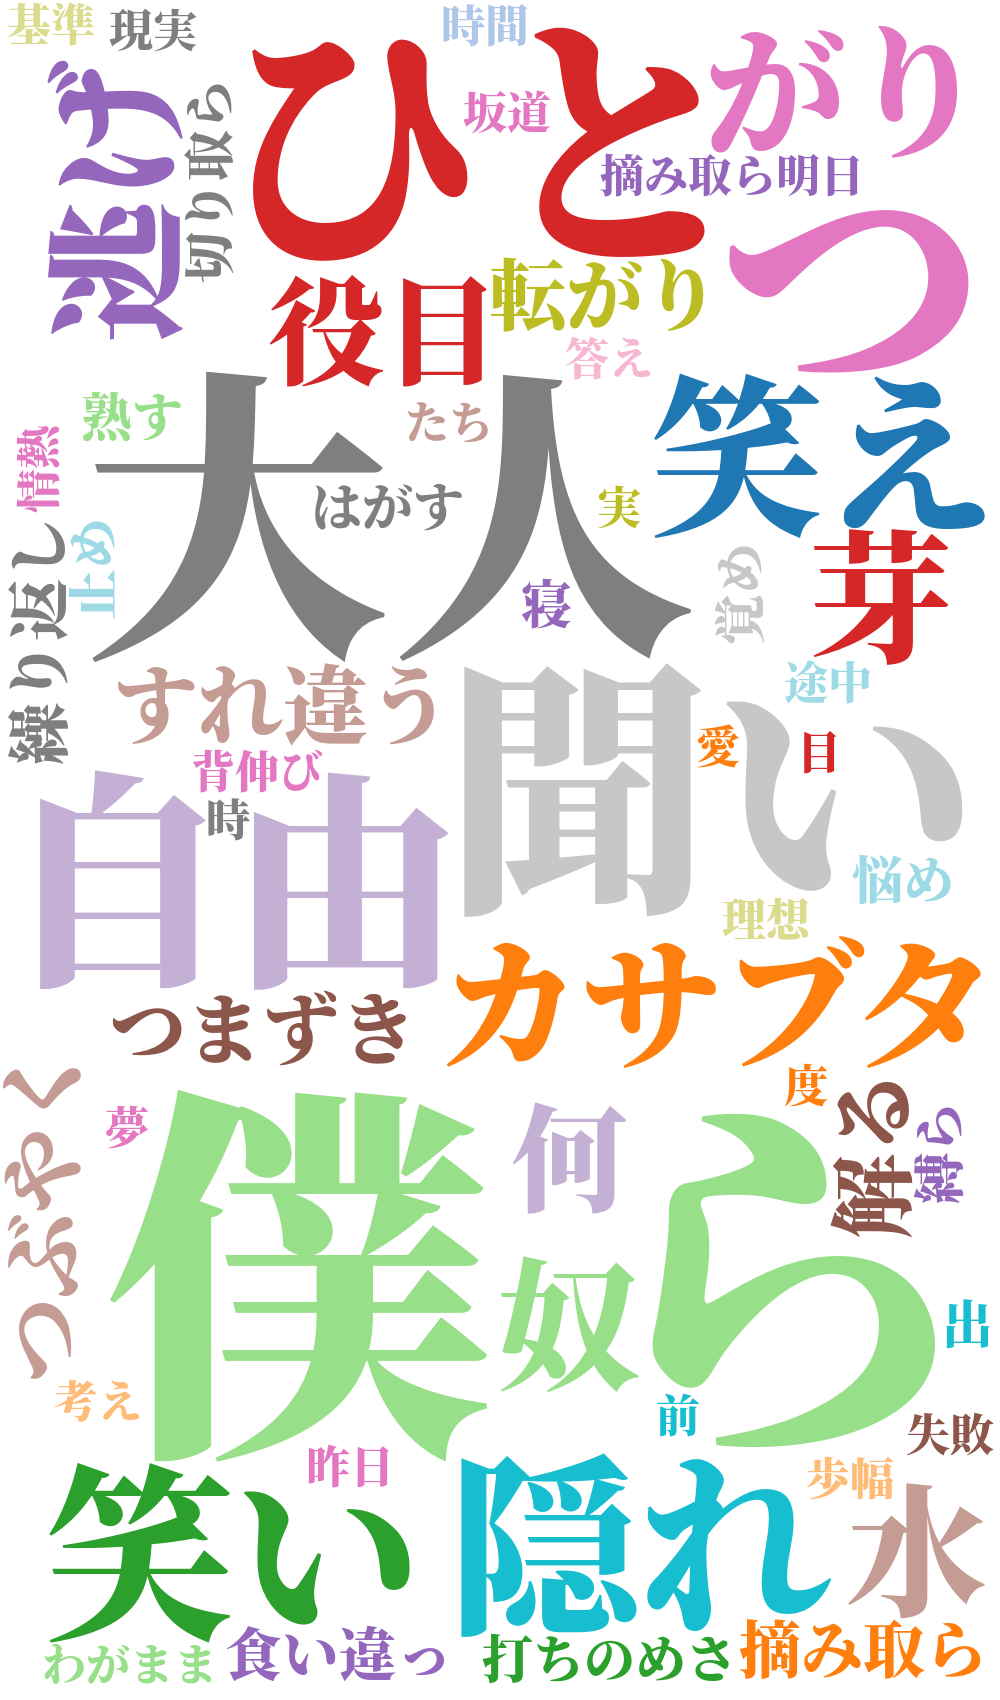 基準
現実
時間
ひと
がり
逃げ
切り取ら
坂道
摘み取ら
明日
つ
役目
転がり
答え
大人
笑え
熟す
たち
情熱
はがす
実
止め
繰り返し
芽
覚め
寝
すれ違う
聞い
途中
愛
目
背伸び
自由
時
悩め
理想
カサブタ
つまずき
僕ら
度
解る
縛ら
つぶやく
夢
何
奴
出
考え
前
失敗
昨日
歩幅
笑い
隠れ
水
わがまま
食い違っ
打ちのめさ
摘み取ら